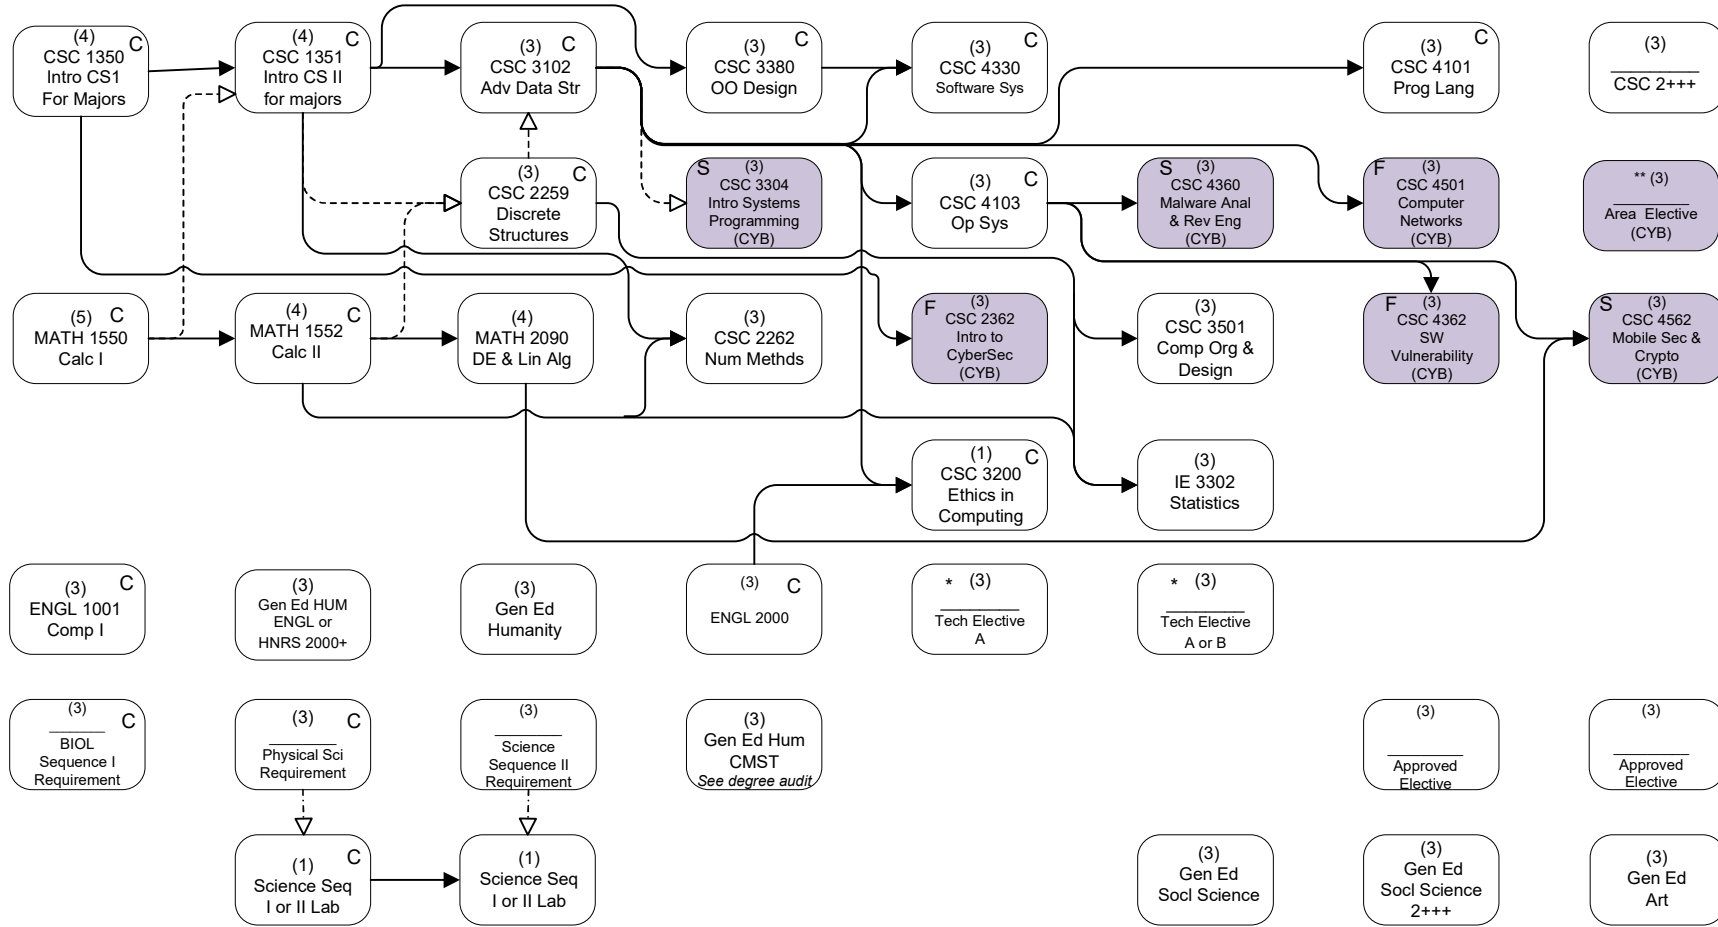 (4) C
CSC 1350
Intro CS1
For Majors
(4) C
CSC 1351
Intro CS II
for majors
(3) C
CSC 3102
Adv Data Str
(3) C
CSC 3380
OO Design
(3) C
CSC 4330
Software Sys
(3) C
CSC 4101
Prog Lang
(3)
________
CSC 2+++
(3) C
CSC 2259
Discrete
Structures
S (3)
CSC 3304
Intro Systems
Programming
(CYB)
(3) C
CSC 4103
Op Sys
S (3)
CSC 4360
Malware Anal
& Rev Eng
(CYB)
F (3)
CSC 4501
Computer
Networks
(CYB)
** (3)
________
Area Elective
(CYB)
(5) C
MATH 1550
Calc I
(4) C
MATH 1552
Calc II
(4)
MATH 2090
DE & Lin Alg
(3)
CSC 2262
Num Methds
F (3)
CSC 2362
Intro to
CyberSec
(CYB)
(3)
CSC 3501
Comp Org &
Design
F (3)
CSC 4362
SW
Vulnerability
(CYB)
S (3)
CSC 4562
Mobile Sec &
Crypto
(CYB)
(1) C
CSC 3200
Ethics in
Computing
(3)
IE 3302
Statistics
(3) C
ENGL 1001
Comp I
(3)
Gen Ed HUM
ENGL or
HNRS 2000+
(3)
Gen Ed
Humanity
(3) C
ENGL 2000
* (3)
________
Tech Elective
A
* (3)
________
Tech Elective
A or B
(3) C
______
BIOL
Sequence I
Requirement
(3) C
______
Physical Sci
Requirement
(3)
______
Science
Sequence II
Requirement
(3)
Gen Ed Hum
CMST
See degree audit
(3)
________
Approved
Elective
(3)
________
Approved
Elective
(1) C
Science Seq
I or II Lab
(1)
Science Seq
I or II Lab
(3)
Gen Ed
Socl Science
(3)
Gen Ed
Socl Science
2+++
(3)
Gen Ed
Art